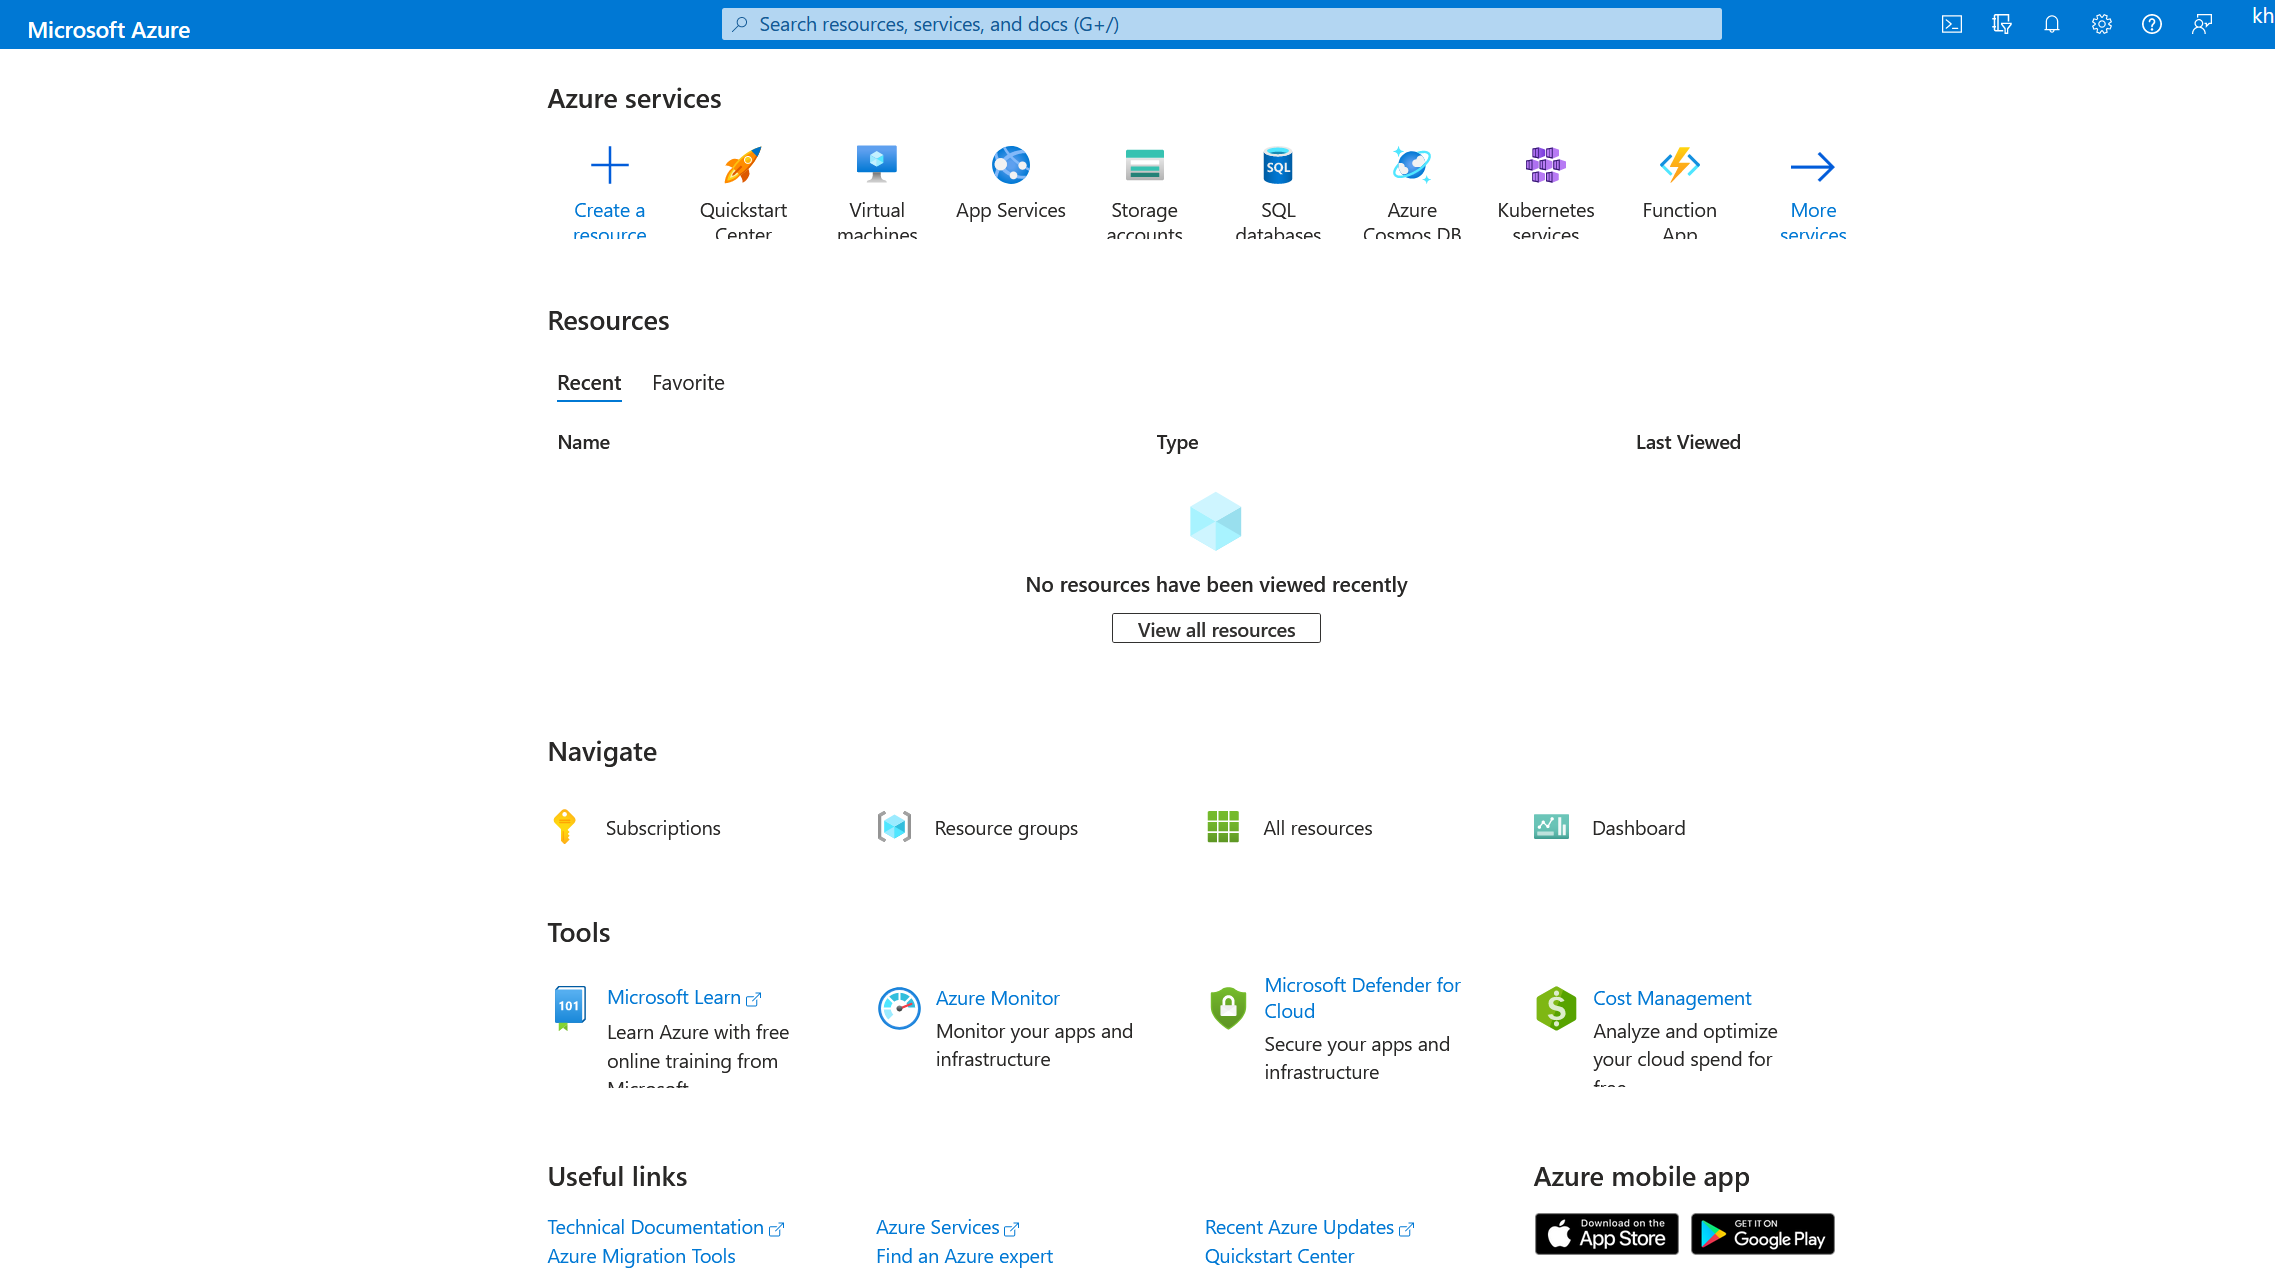 Microsoft Azure
Search resources, services, and docs (G+/)
kh
Azure services
Create a
resource
Quickstart
Center
Virtual
machines
App Services
Storage
accounts
SQL
SQL
databases
Azure
Cosmos DB
Kubernetes
services
Function
App
More
services
Resources
Recent
Favorite
Name
Type
Last Viewed
No resources have been viewed recently
View all resources
Navigate
Subscriptions
Resource groups
All resources
Dashboard
Tools
101
Microsoft Learn
Learn Azure with free
online training from
Microsoft
Azure Monitor
Monitor your apps and
infrastructure
Microsoft Defender for
Cloud
Secure your apps and
infrastructure
Cost Management
Analyze and optimize
your cloud spend for
free
Useful links
Technical Documentation
Azure Migration Tools
Azure Services
Find an Azure expert
Recent Azure Updates
Quickstart Center
Azure mobile app
Download on the
App Store
GET IT ON
Google Play